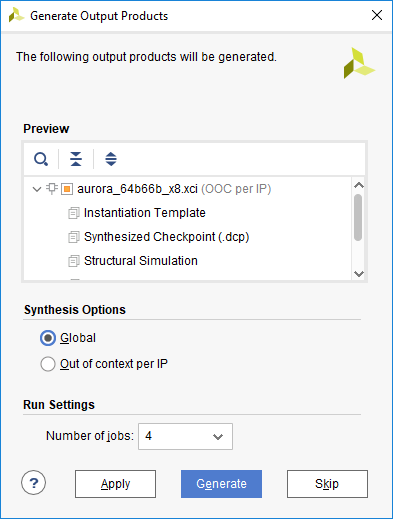 Generate Output Products
The following output products will be generated.
Preview
aurora_64b66b_x8.xci (OOC per IP)
Instantiation Template
Synthesized Checkpoint (.dcp)
Structural Simulation
Synthesis Options
Global
Out of context per IP
Run Settings
Number of jobs: 4
? Apply Generate Skip